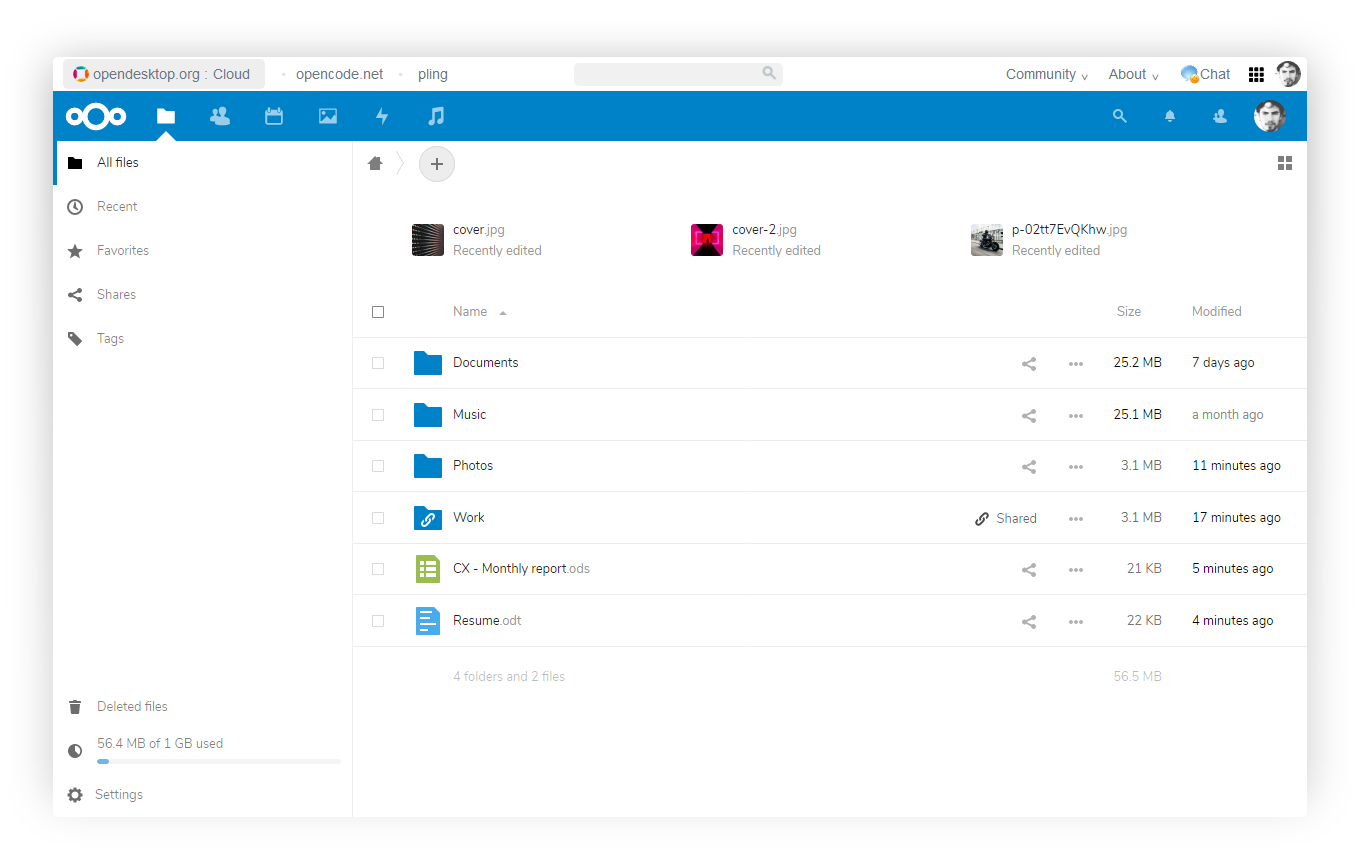 opendesktop.org : Cloud opencode.net pling Community About Chat
All files
Recent
Favorites
Shares
Tags
cover.jpg
Recently edited
cover-2.jpg
Recently edited
p-02tt7EvQKhw.jpg
Recently edited
Name Size Modified
Documents 25.2 MB 7 days ago
Music 25.1 MB a month ago
Photos 3.1 MB 11 minutes ago
Work Shared 3.1 MB 17 minutes ago
CX - Monthly report.ods 21 KB 5 minutes ago
Resume.odt 22 KB 4 minutes ago
4 folders and 2 files 56.5 MB
Deleted files
56.4 MB of 1 GB used
Settings